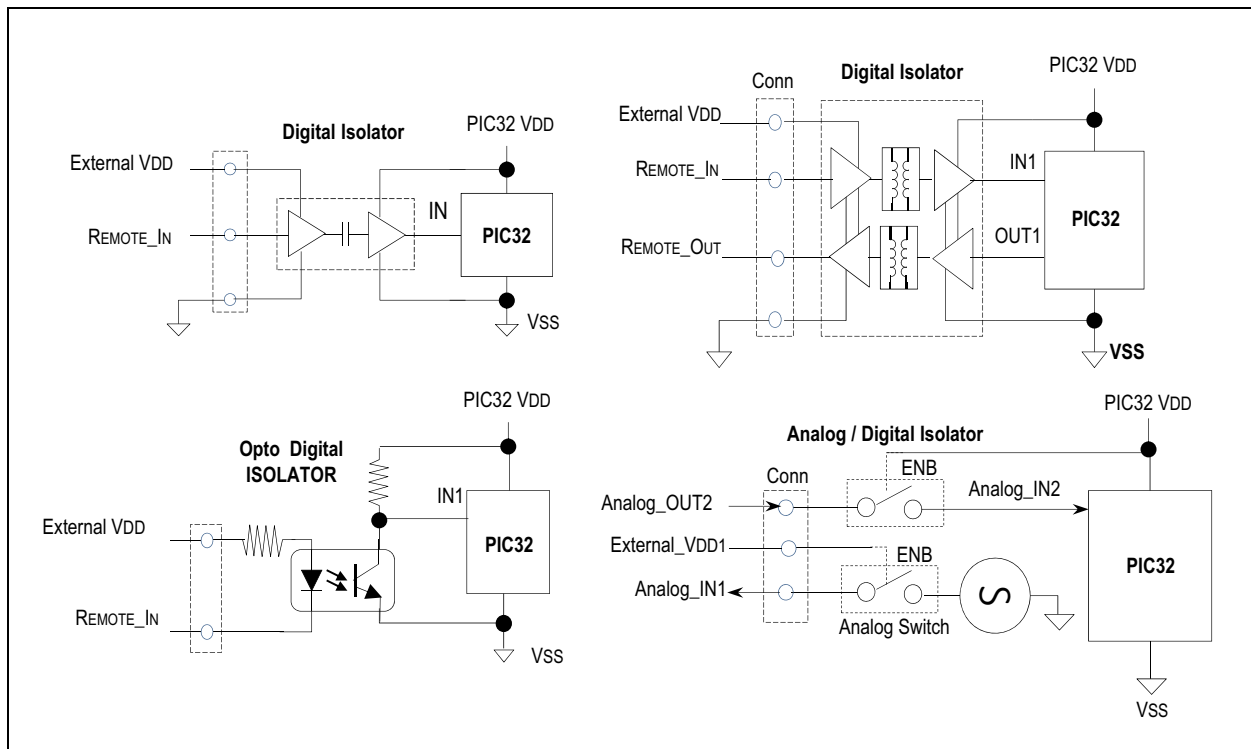 PIC32 VDD
Digital Isolator
External VDD
REMOTE_IN
IN
PIC32
VSS
PIC32 VDD
Digital Isolator
Conn
External VDD
REMOTE_IN
IN1
PIC32
REMOTE_OUT
OUT1
VSS
PIC32 VDD
Opto Digital
ISOLATOR
IN1
External VDD
PIC32
REMOTE_IN
VSS
PIC32 VDD
Analog / Digital Isolator
Conn
ENB
Analog_OUT2
Analog_IN2
External_VDD1
ENB
PIC32
Analog_IN1
S
Analog Switch
VSS